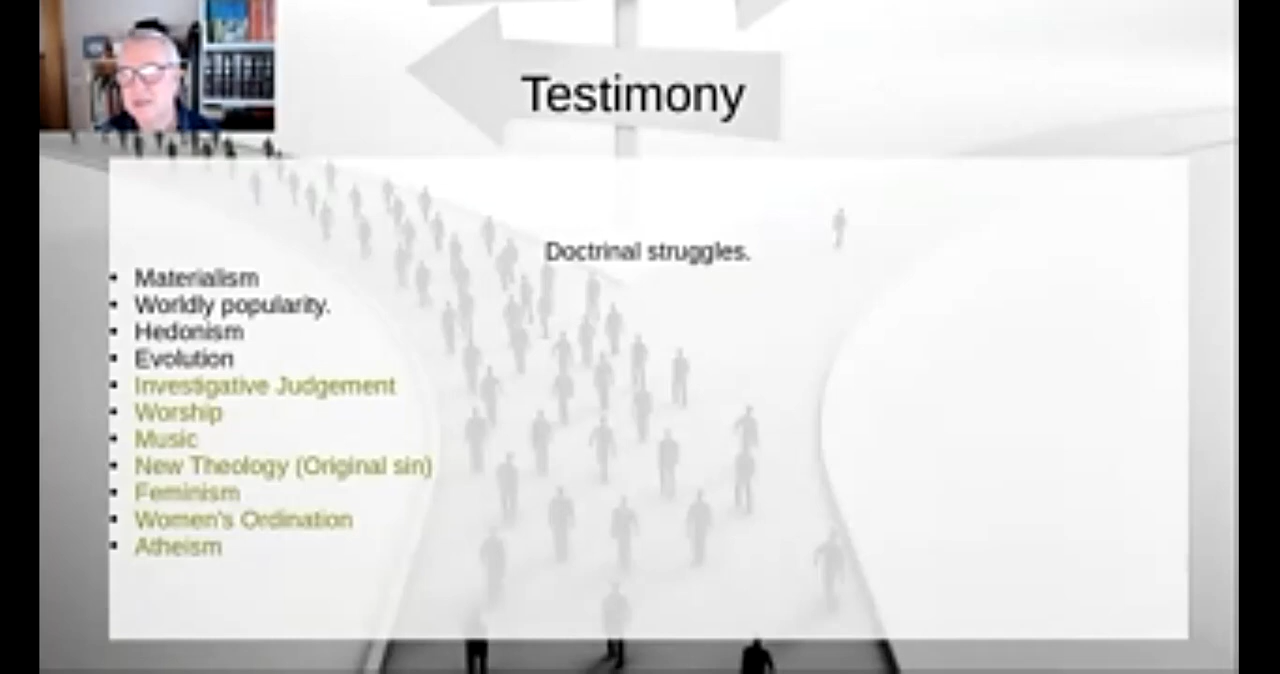 Testimony
Doctrinal struggles.
• Materialism
• Worldly popularity.
• Hedonism
• Evolution
• Investigative Judgement
• Worship
• Music
• New Theology (Original sin)
• Feminism
• Women's Ordination
• Atheism